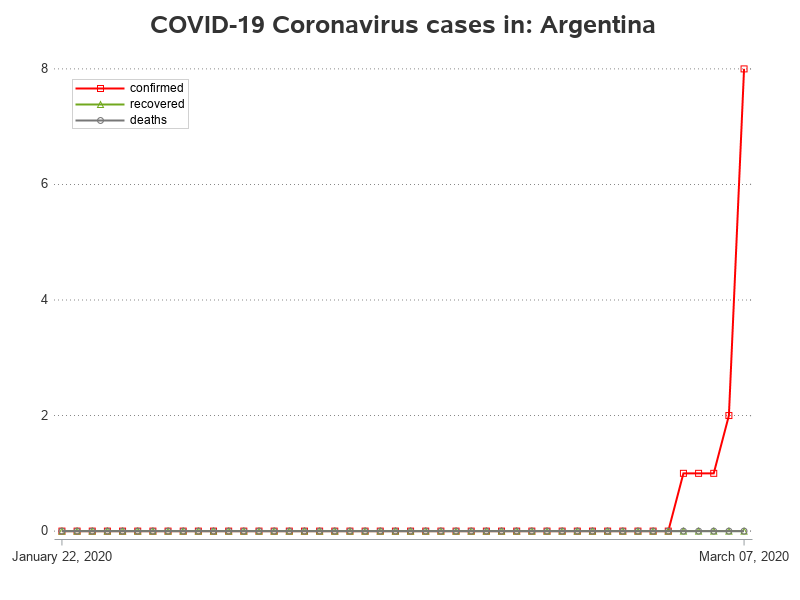 COVID-19 Coronavirus cases in: Argentina
8
confirmed
recovered
deaths
6
4
2
0
January 22, 2020
March 07, 2020